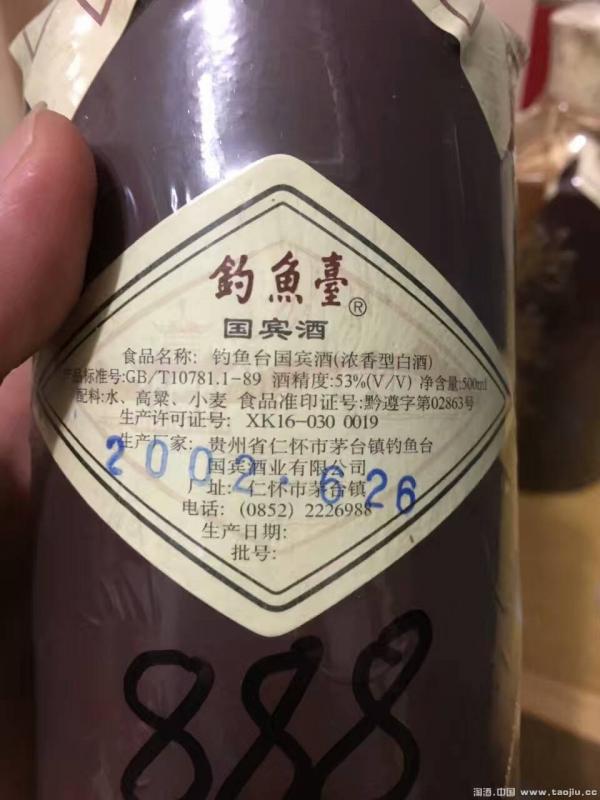 釣魚臺®
国宾酒
食品名称: 钓鱼台国宾酒(浓香型白酒)
产品标准号:GB/T10781.1-89 酒精度:53%(V/V) 净含量:500ml
配料:水、高粱、小麦 食品准印证号:黔遵字第02863号
生产许可证号: XK16-030 0019
生产厂家: 贵州省仁怀市茅台镇钓鱼台
国宾酒业有限公司
2002.626
厂址: 仁怀市茅台镇
电话: (0852) 2226988
生产日期:
批号:
888
淘酒.中国 www.taojiu.cc